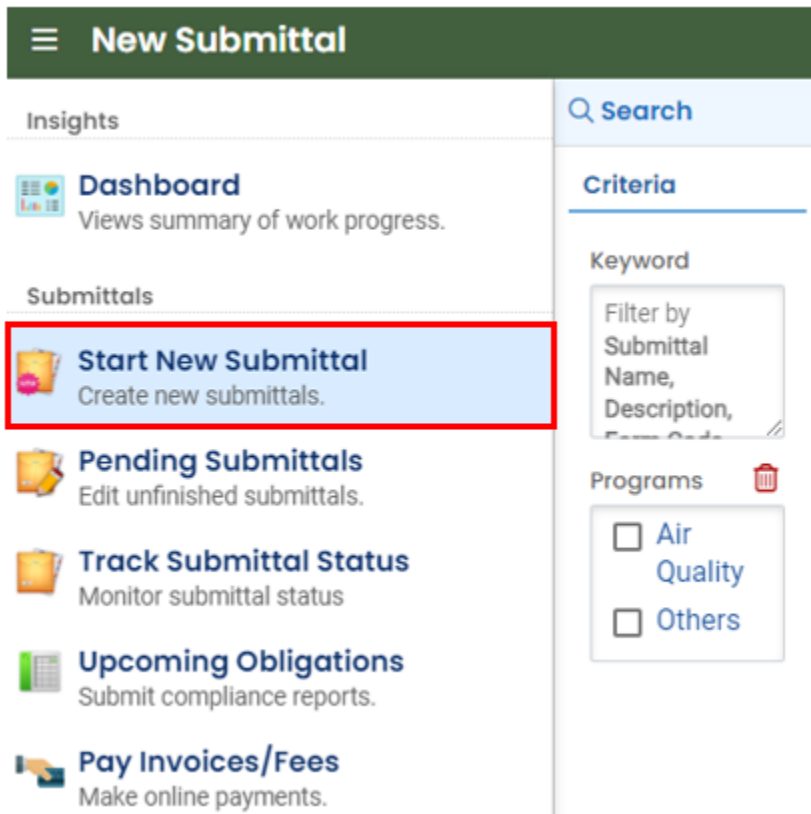 New Submittal
Insights
Dashboard
Views summary of work progress.
Submittals
Start New Submittal
Create new submittals.
Pending Submittals
Edit unfinished submittals.
Track Submittal Status
Monitor submittal status
Upcoming Obligations
Submit compliance reports.
Pay Invoices/Fees
Make online payments.
Search
Criteria
Keyword
Filter by
Submittal
Name,
Description,
Form Code
Programs
Air
Quality
Others